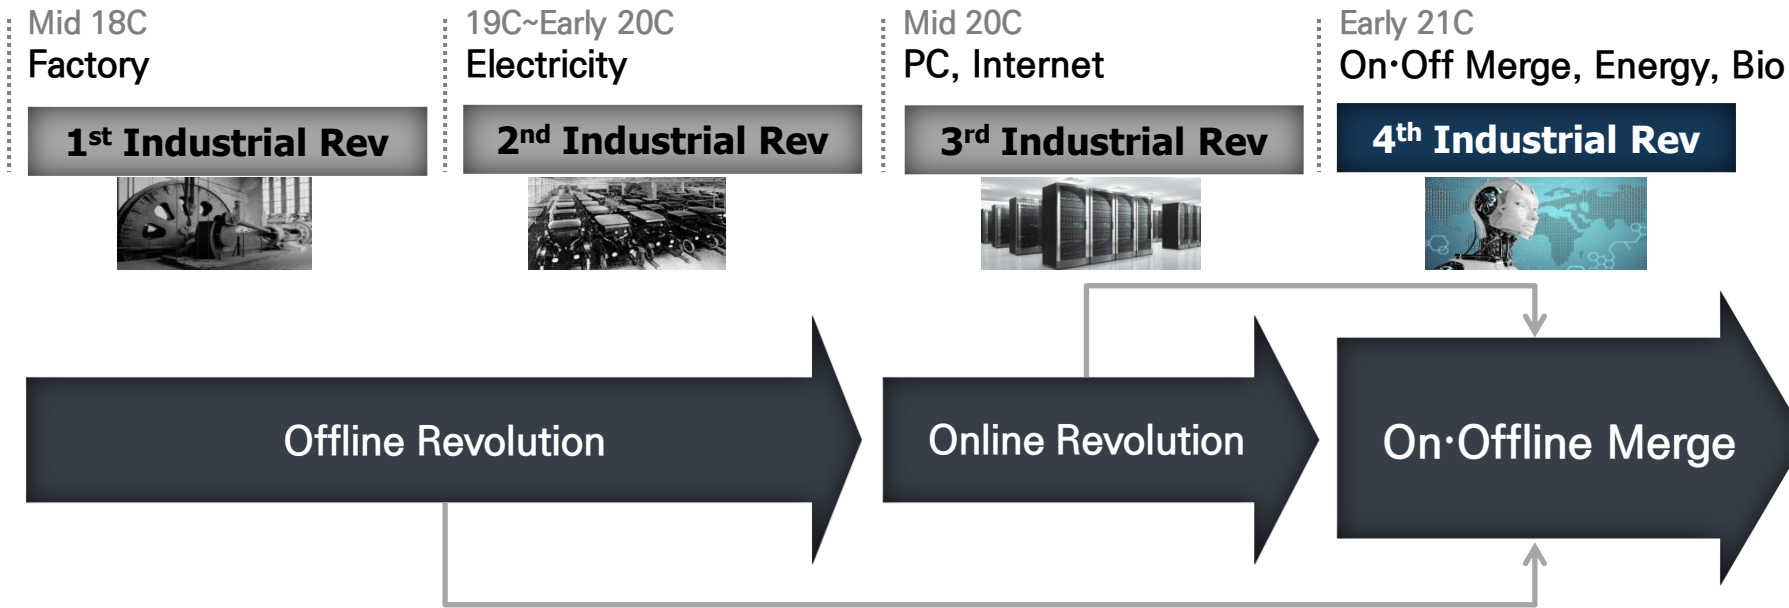 Mid 18C
Factory
1st Industrial Rev
19C~Early 20C
Electricity
2nd Industrial Rev
Mid 20C
PC, Internet
3rd Industrial Rev
Early 21C
On·Off Merge, Energy, Bio
4th Industrial Rev
Offline Revolution
Online Revolution
On·Offline Merge